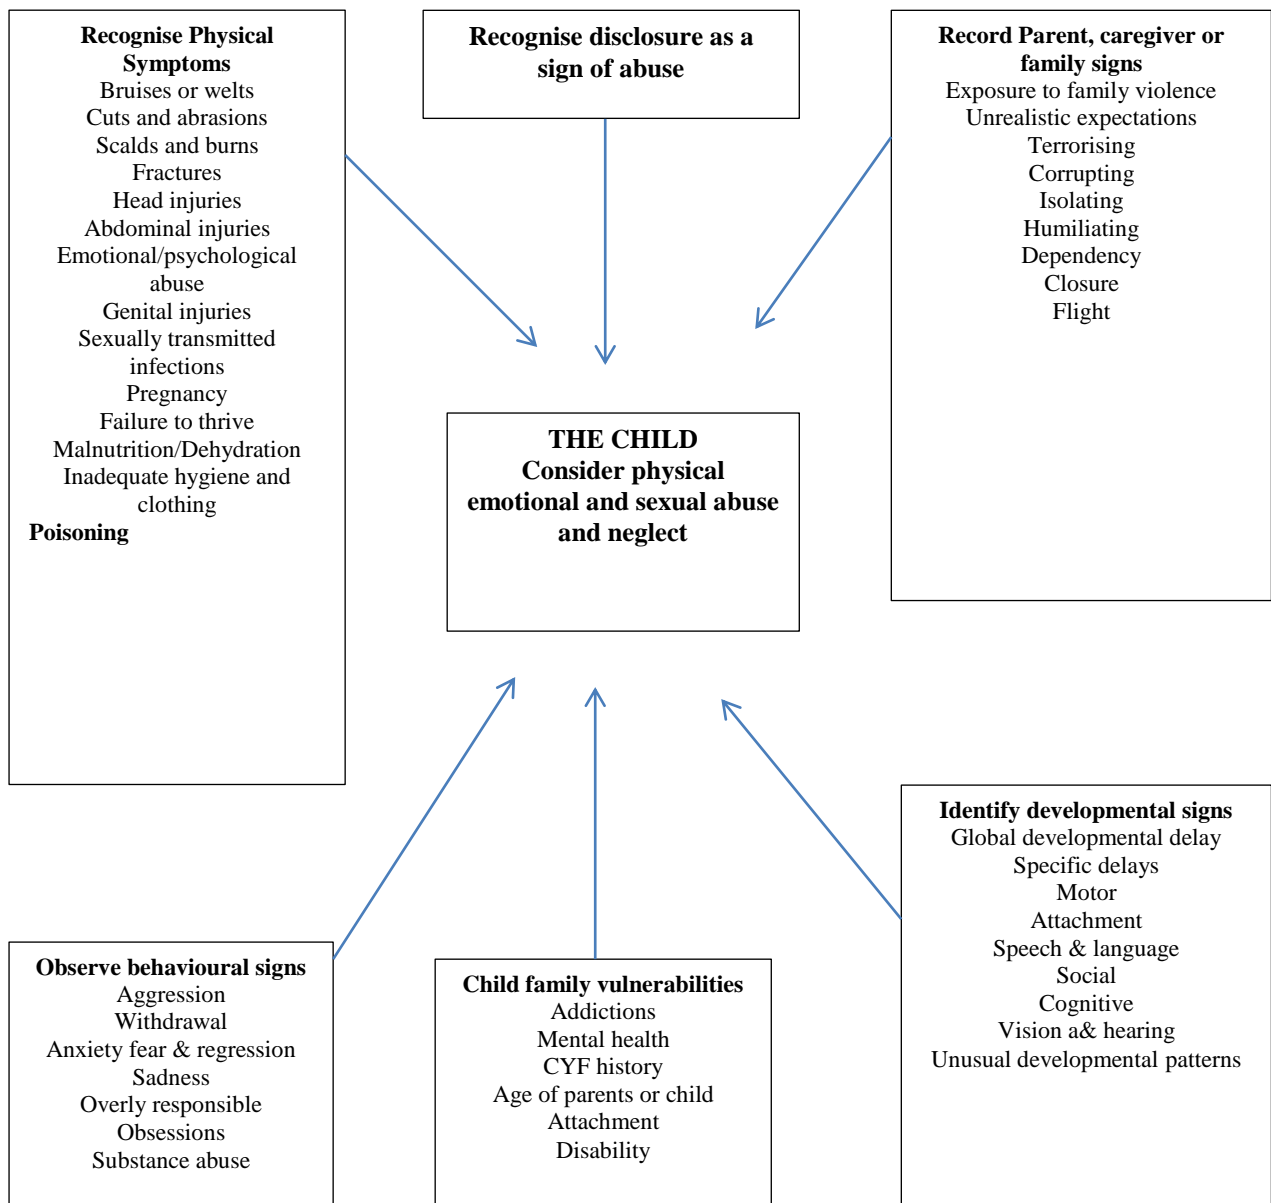 Recognise Physical
Symptoms
Bruises or welts
Cuts and abrasions
Scalds and burns
Fractures
Head injuries
Abdominal injuries
Emotional/psychological
abuse
Genital injuries
Sexually transmitted
infections
Pregnancy
Failure to thrive
Malnutrition/Dehydration
Inadequate hygiene and
clothing
Poisoning
Recognise disclosure as a
sign of abuse
Record Parent, caregiver or
family signs
Exposure to family violence
Unrealistic expectations
Terrorising
Corrupting
Isolating
Humiliating
Dependency
Closure
Flight
THE CHILD
Consider physical
emotional and sexual abuse
and neglect
Observe behavioural signs
Aggression
Withdrawal
Anxiety fear & regression
Sadness
Overly responsible
Obsessions
Substance abuse
Child family vulnerabilities
Addictions
Mental health
CYF history
Age of parents or child
Attachment
Disability
Identify developmental signs
Global developmental delay
Specific delays
Motor
Attachment
Speech & language
Social
Cognitive
Vision a& hearing
Unusual developmental patterns